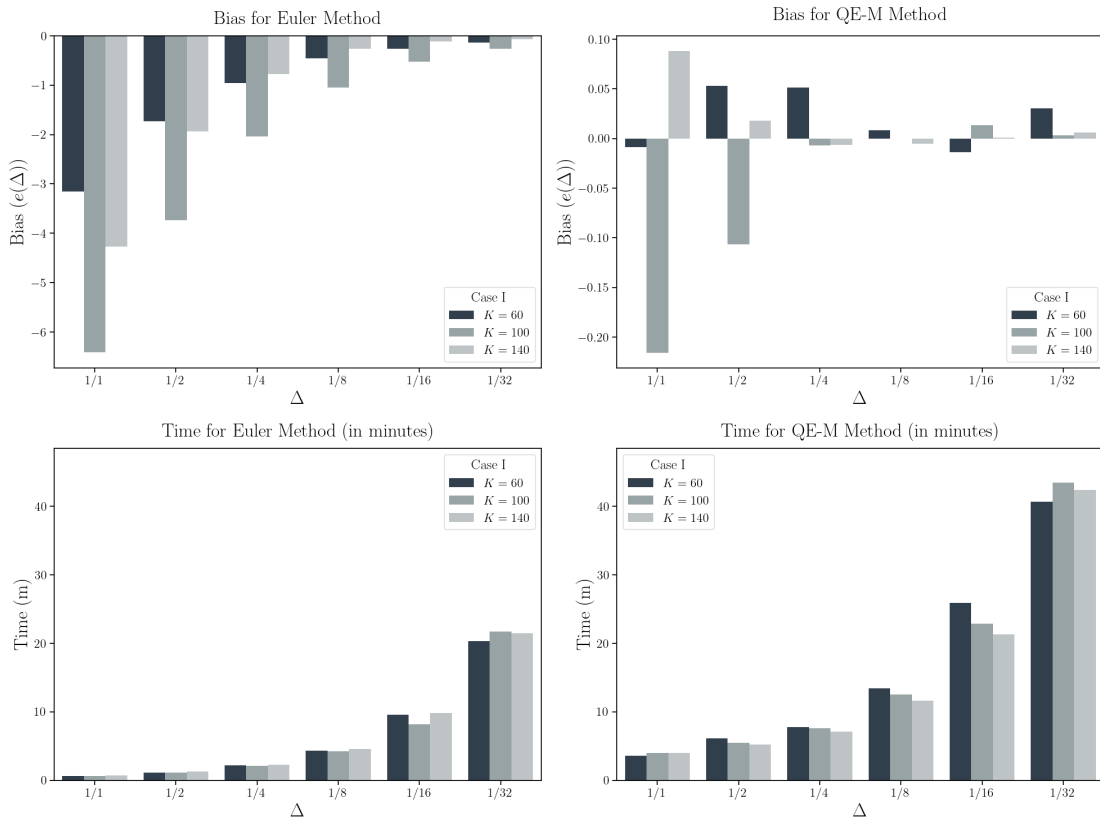 Bias for Euler Method
0
−1
−2
−3
−4
−5
−6
Bias (e(Δ))
1/1 1/2 1/4 1/8 1/16 1/32
Δ
Case I
K = 60
K = 100
K = 140
Bias for QE-M Method
0.10
0.05
0.00
−0.05
−0.10
−0.15
−0.20
Bias (e(Δ))
1/1 1/2 1/4 1/8 1/16 1/32
Δ
Case I
K = 60
K = 100
K = 140
Time for Euler Method (in minutes)
40
30
20
10
0
Time (m)
1/1 1/2 1/4 1/8 1/16 1/32
Δ
Case I
K = 60
K = 100
K = 140
Time for QE-M Method (in minutes)
40
30
20
10
0
Time (m)
1/1 1/2 1/4 1/8 1/16 1/32
Δ
Case I
K = 60
K = 100
K = 140